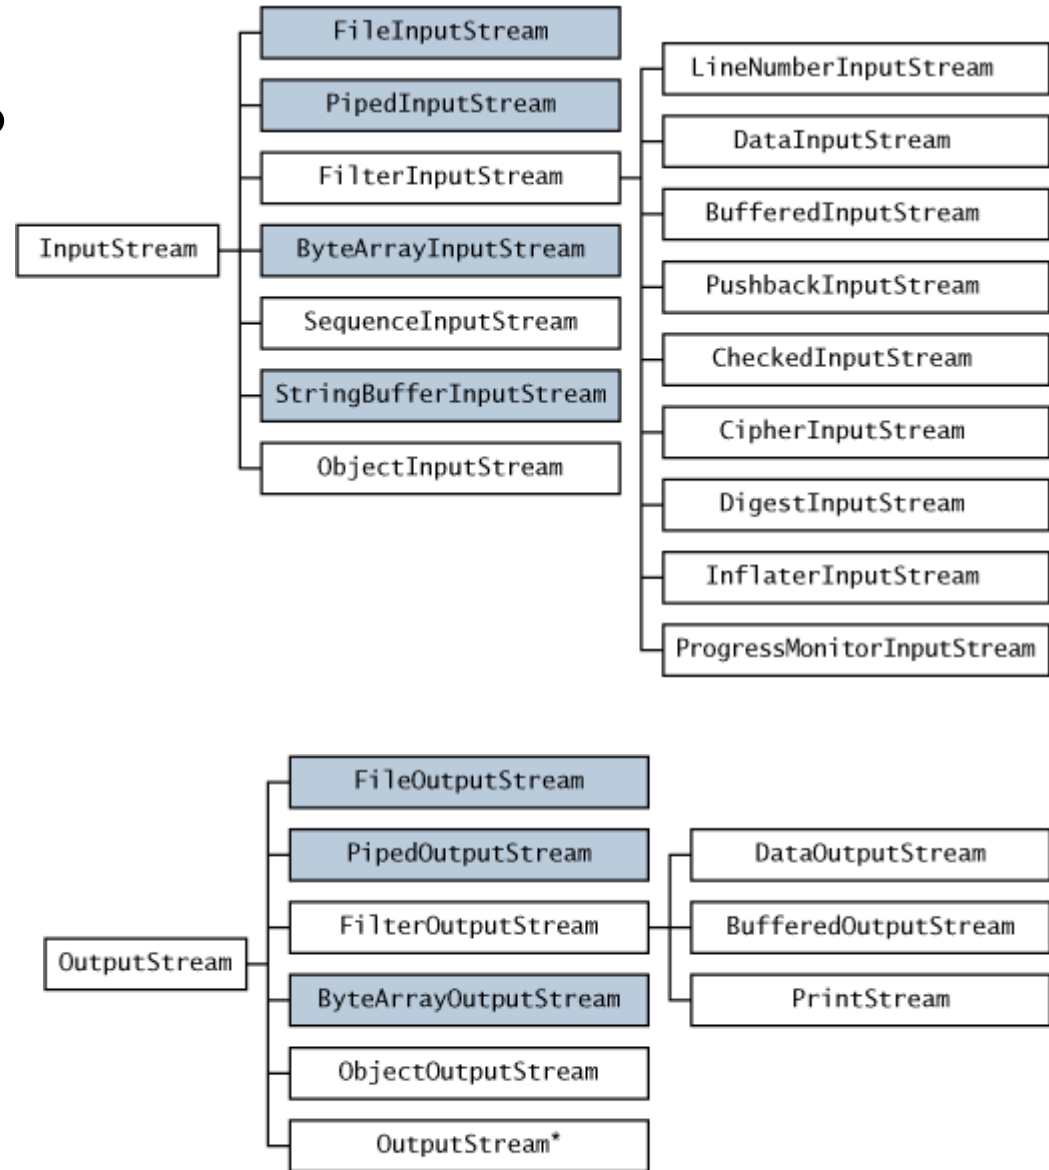 FileInputStream
LineNumberInputStream
PipedInputStream
DataInputStream
FilterInputStream
BufferedInputStream
InputStream
ByteArrayInputStream
PushbackInputStream
SequenceInputStream
CheckedInputStream
StringBufferInputStream
CipherInputStream
ObjectInputStream
DigestInputStream
InflaterInputStream
ProgressMonitorInputStream
FileOutputStream
PipedOutputStream
DataOutputStream
FilterOutputStream
BufferedOutputStream
OutputStream
ByteArrayOutputStream
PrintStream
ObjectOutputStream
OutputStream*